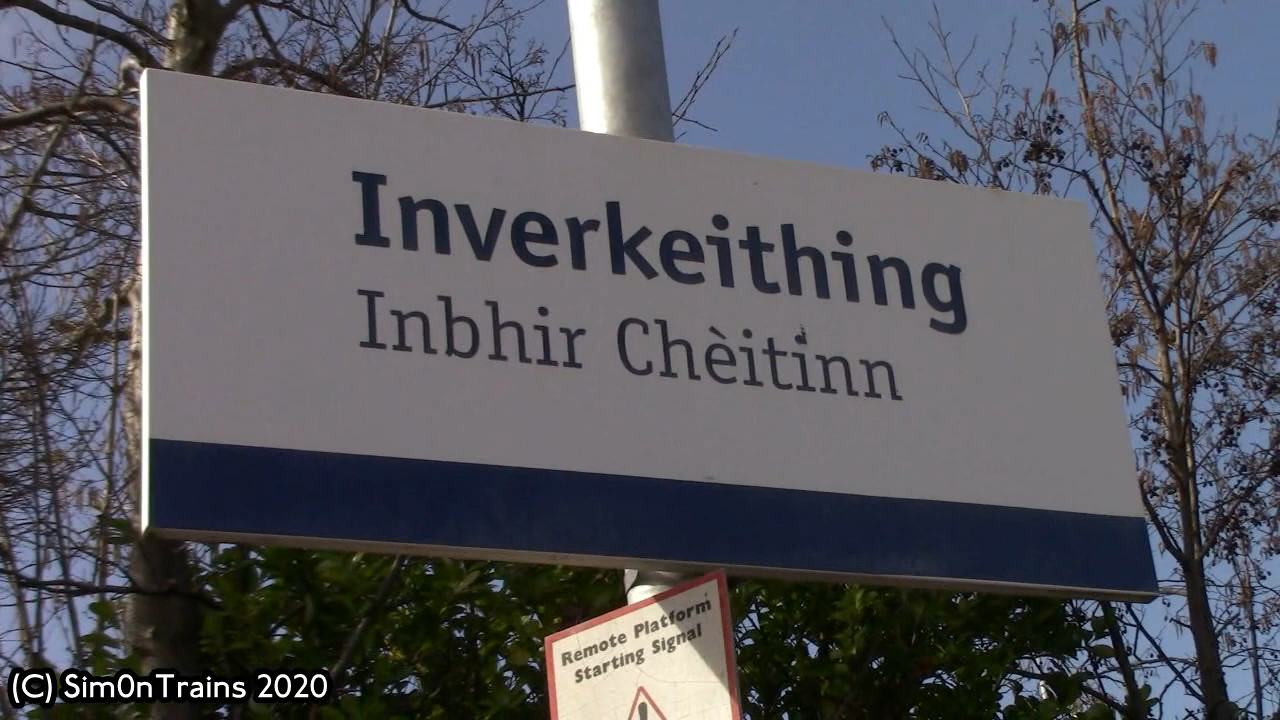 Inverkeithing
Inbhir Chèitinn
Remote Platform
Starting Signal
(C) Sim0nTrains 2020